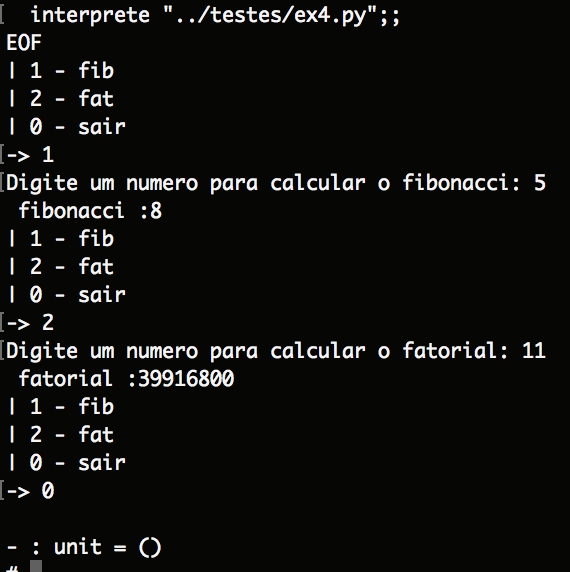 interprete "../testes/ex4.py";;
EOF
| 1 - fib
| 2 - fat
| 0 - sair
-> 1
Digite um numero para calcular o fibonacci: 5
fibonacci :8
| 1 - fib
| 2 - fat
| 0 - sair
-> 2
Digite um numero para calcular o fatorial: 11
fatorial :39916800
| 1 - fib
| 2 - fat
| 0 - sair
-> 0
- : unit = ()
#